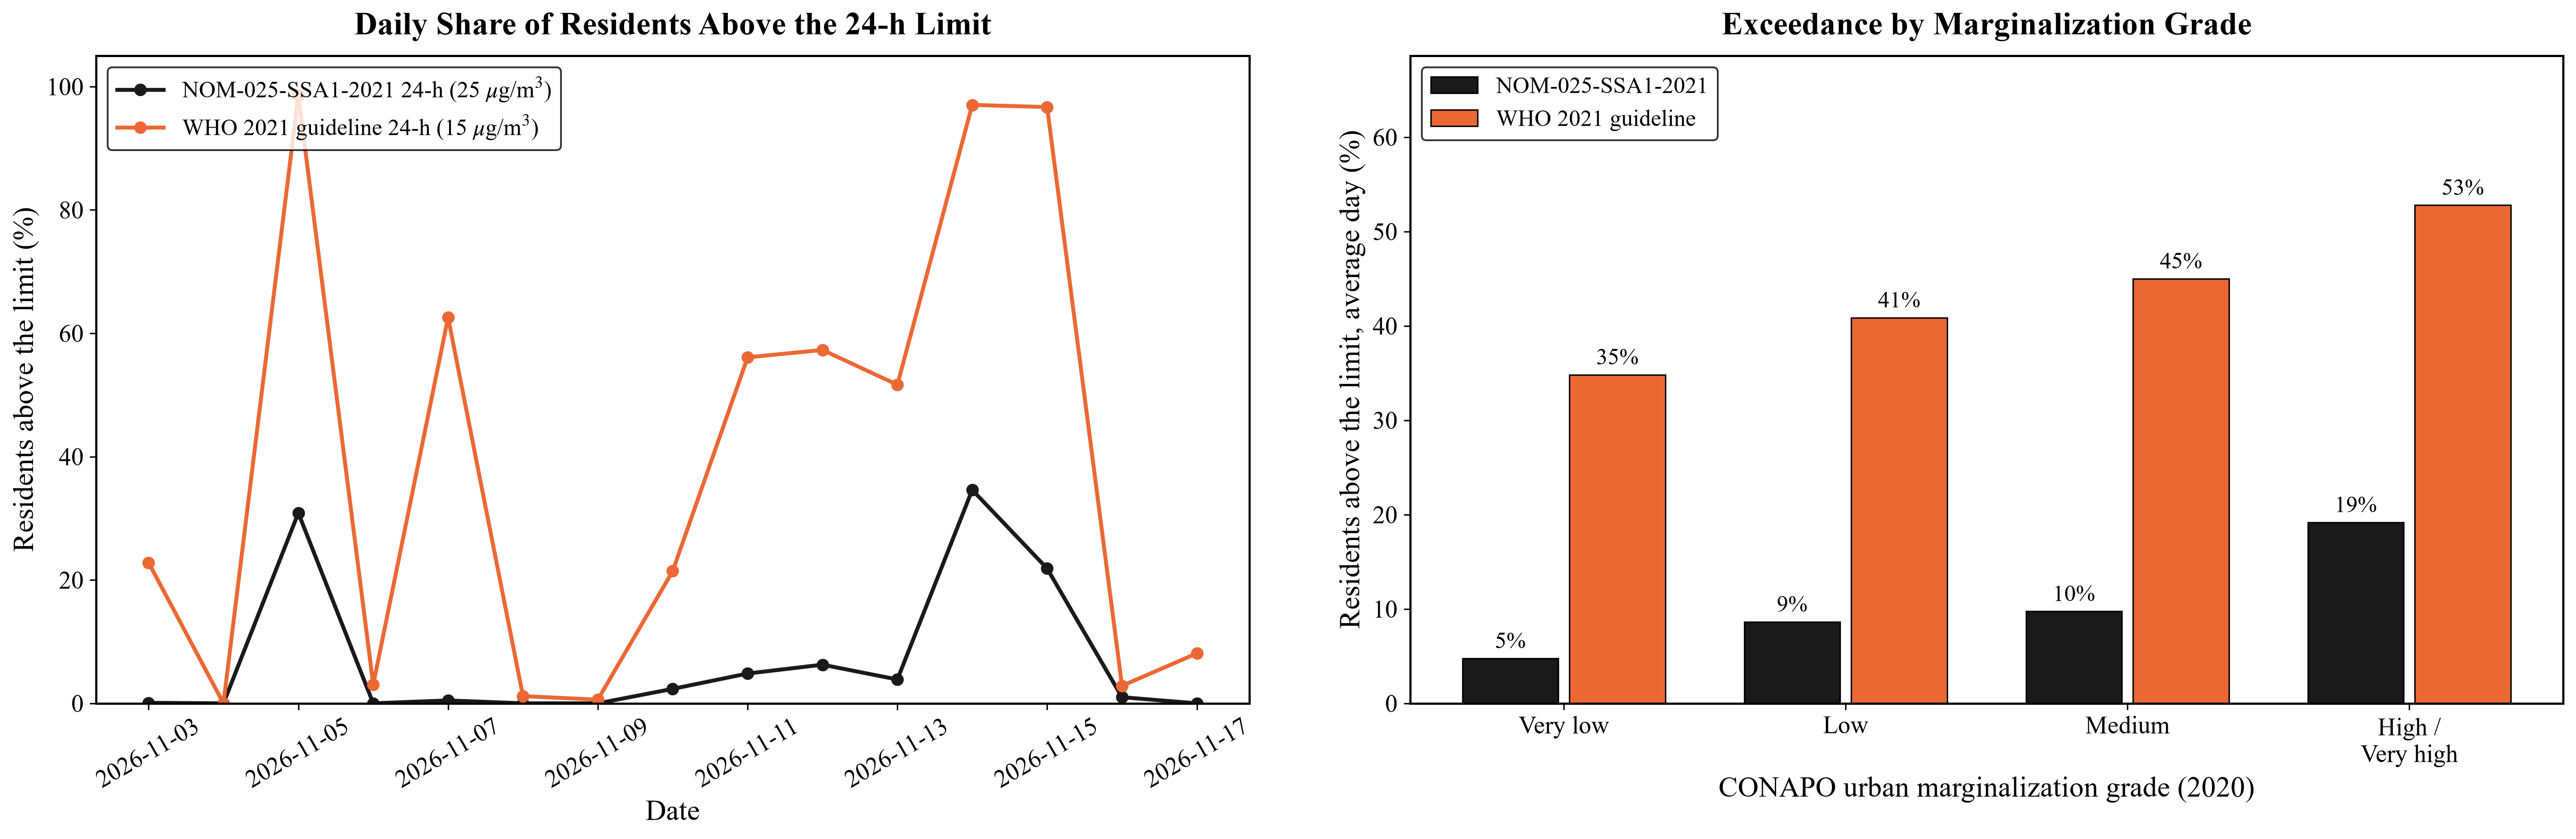 Daily Share of Residents Above the 24-h Limit
NOM-025-SSA1-2021 24-h (25 µg/m³)
WHO 2021 guideline 24-h (15 µg/m³)
Residents above the limit (%)
100
80
60
40
20
0
2026-11-03
2026-11-05
2026-11-07
2026-11-09
2026-11-11
2026-11-13
2026-11-15
2026-11-17
Date
Exceedance by Marginalization Grade
NOM-025-SSA1-2021
WHO 2021 guideline
Residents above the limit, average day (%)
60
50
40
30
20
10
0
5%
35%
9%
41%
10%
45%
19%
53%
Very low
Low
Medium
High /
Very high
CONAPO urban marginalization grade (2020)